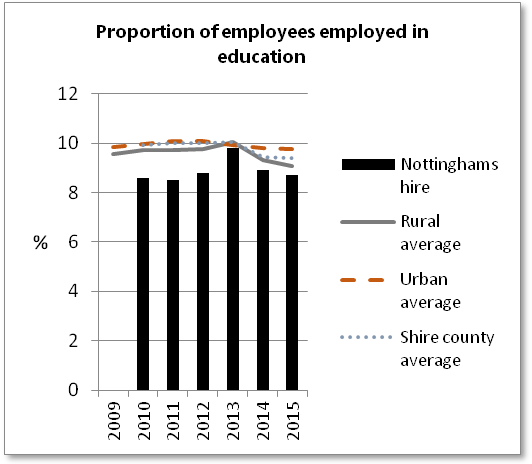 Proportion of employees employed in
education
12
10
8
6
4
2
0
%
2009
2010
2011
2012
2013
2014
2015
Nottinghams
hire
Rural
average
Urban
average
Shire county
average